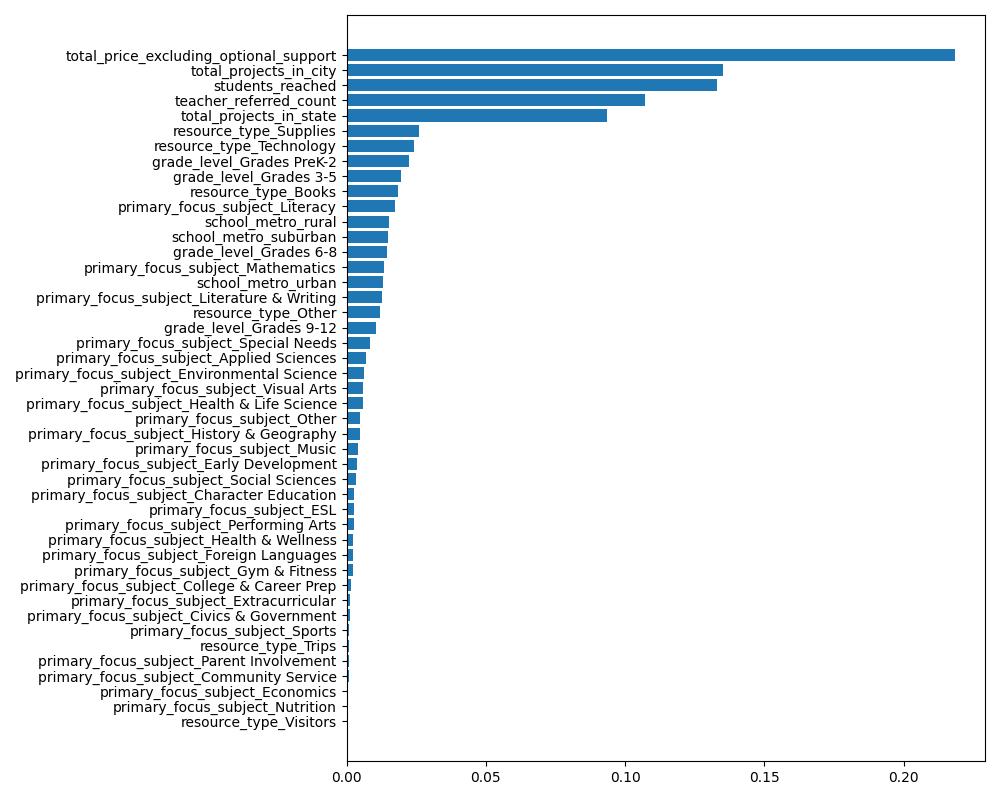 total_price_excluding_optional_support
total_projects_in_city
students_reached
teacher_referred_count
total_projects_in_state
resource_type_Supplies
resource_type_Technology
grade_level_Grades PreK-2
grade_level_Grades 3-5
resource_type_Books
primary_focus_subject_Literacy
school_metro_rural
school_metro_suburban
grade_level_Grades 6-8
primary_focus_subject_Mathematics
school_metro_urban
primary_focus_subject_Literature & Writing
resource_type_Other
grade_level_Grades 9-12
primary_focus_subject_Special Needs
primary_focus_subject_Applied Sciences
primary_focus_subject_Environmental Science
primary_focus_subject_Visual Arts
primary_focus_subject_Health & Life Science
primary_focus_subject_Other
primary_focus_subject_History & Geography
primary_focus_subject_Music
primary_focus_subject_Early Development
primary_focus_subject_Social Sciences
primary_focus_subject_Character Education
primary_focus_subject_ESL
primary_focus_subject_Performing Arts
primary_focus_subject_Health & Wellness
primary_focus_subject_Foreign Languages
primary_focus_subject_Gym & Fitness
primary_focus_subject_College & Career Prep
primary_focus_subject_Extracurricular
primary_focus_subject_Civics & Government
primary_focus_subject_Sports
resource_type_Trips
primary_focus_subject_Parent Involvement
primary_focus_subject_Community Service
primary_focus_subject_Economics
primary_focus_subject_Nutrition
resource_type_Visitors
0.00 0.05 0.10 0.15 0.20